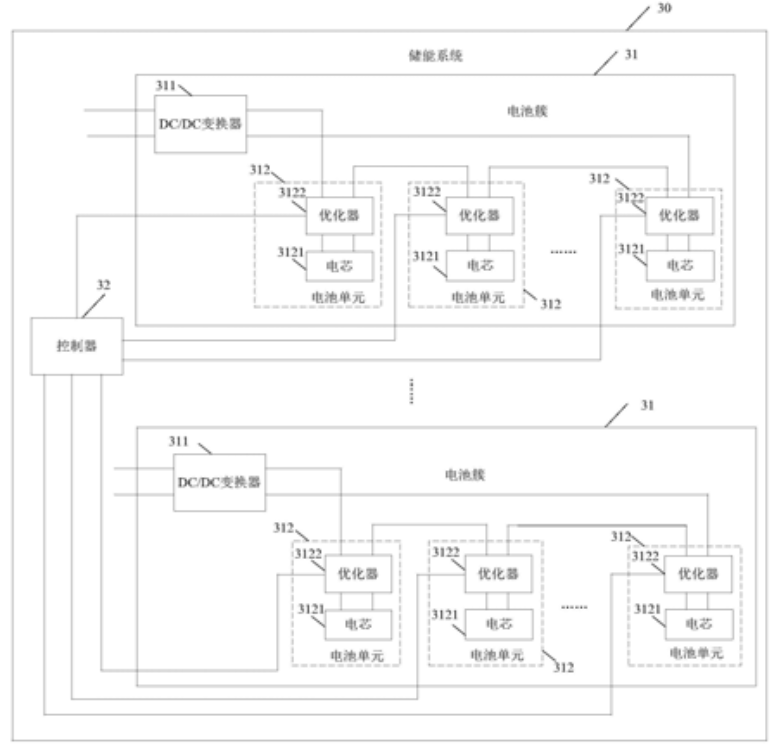 30
储能系统
31
311
DC/DC变换器
电池簇
312
3122
优化器
3121
电芯
电池单元
3122
优化器
3121
电芯
电池单元
312
……
312
3122
优化器
3121
电芯
电池单元
32
控制器
……
31
311
DC/DC变换器
电池簇
312
3122
优化器
3121
电芯
电池单元
3122
优化器
3121
电芯
电池单元
312
……
312
3122
优化器
3121
电芯
电池单元